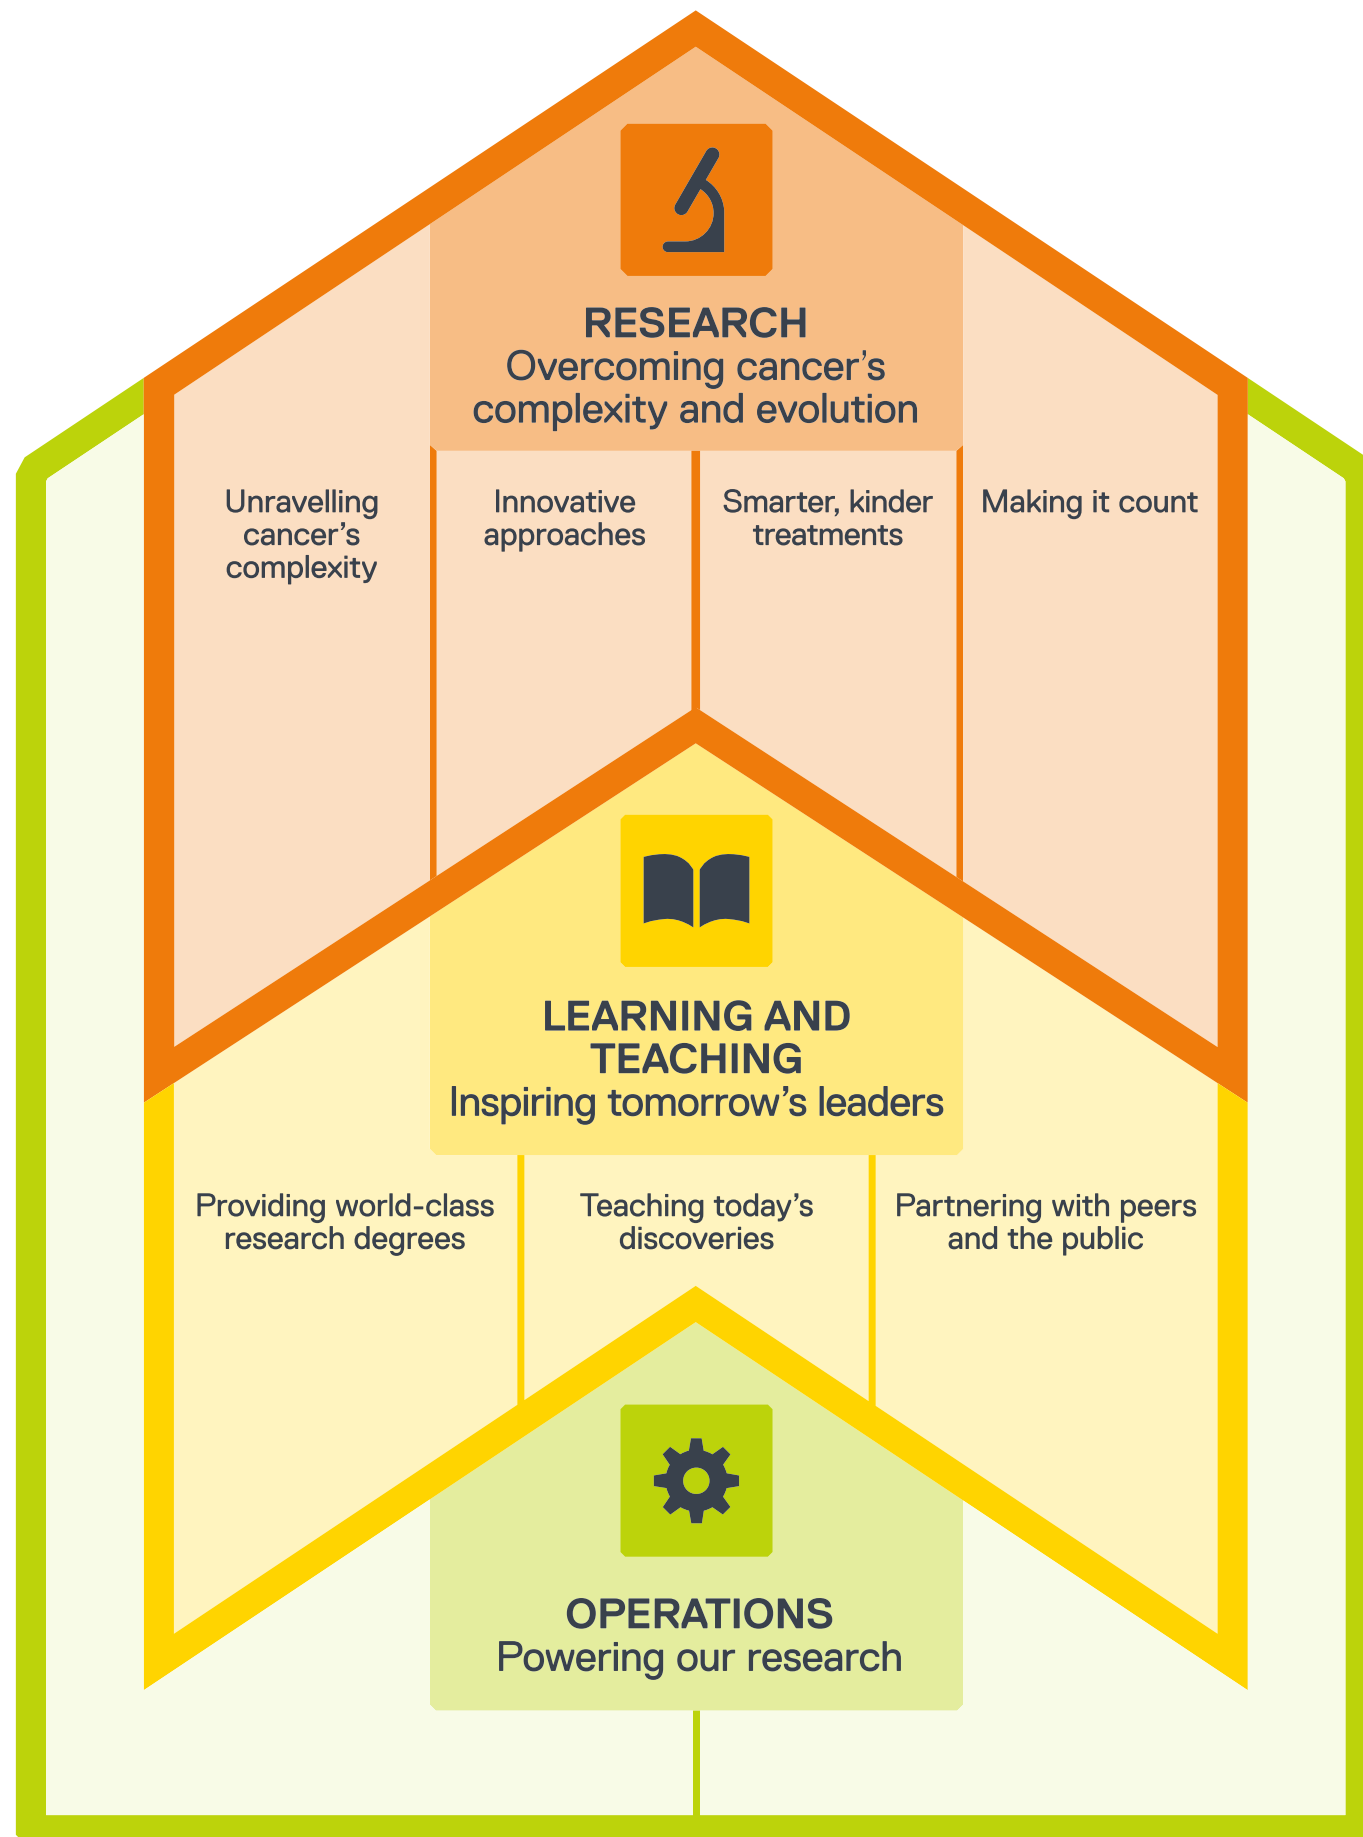 RESEARCH
Overcoming cancer’s
complexity and evolution
Unravelling
cancer’s
complexity
Innovative
approaches
Smarter, kinder
treatments
Making it count
LEARNING AND
TEACHING
Inspiring tomorrow’s leaders
Providing world-class
research degrees
Teaching today’s
discoveries
Partnering with peers
and the public
OPERATIONS
Powering our research